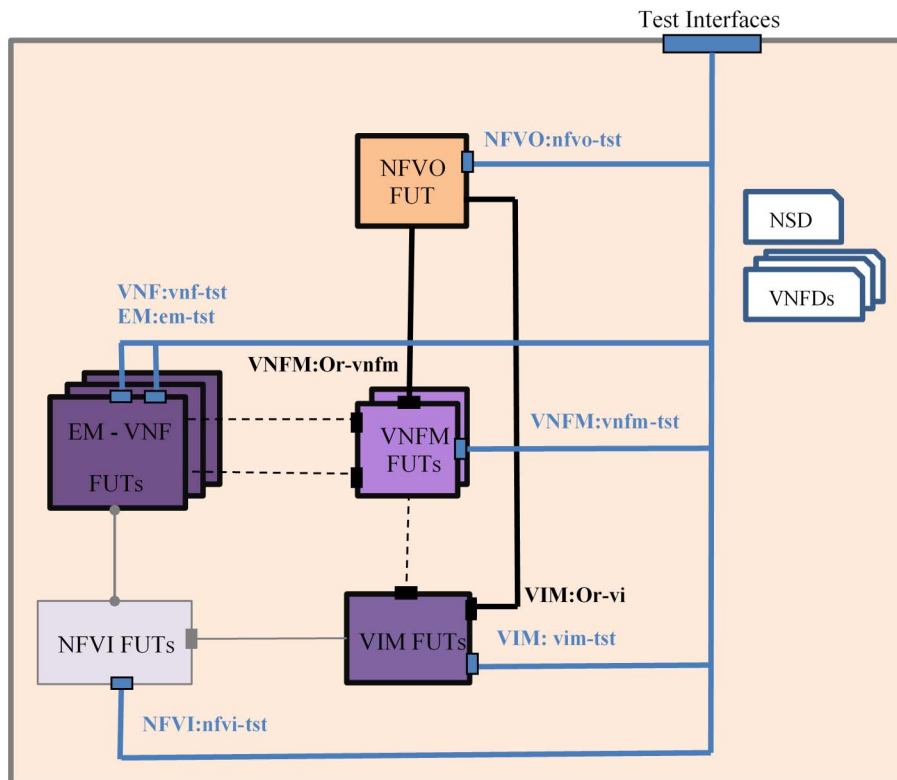 Test Interfaces
NFVO:nfvo-tst
NFVO
FUT
NSD
VNFDs
VNF:vnf-tst
EM:em-tst
VNFM:Or-vnfm
EM - VNF
FUTs
VNFM
FUTs
VNFM:vnfm-tst
VIM:Or-vi
VIM: vim-tst
NFVI FUTs
VIM FUTs
NFVI:nfvi-tst